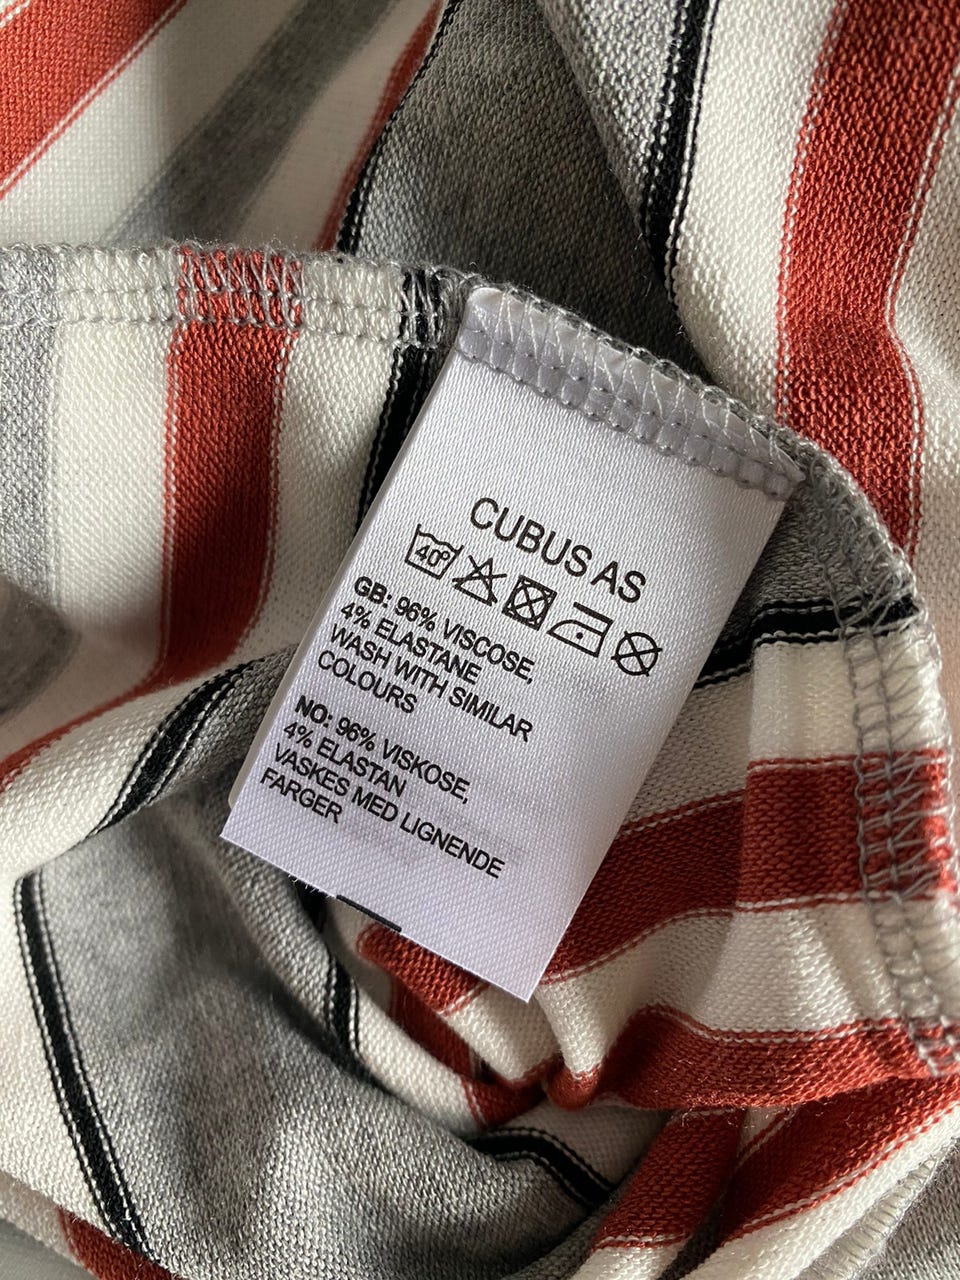 CUBUS AS
40°
GB: 96% VISCOSE,
4% ELASTANE
WASH WITH SIMILAR
COLOURS
NO: 96% VISKOSE,
4% ELASTAN
VASKES MED LIGNENDE
FARGER